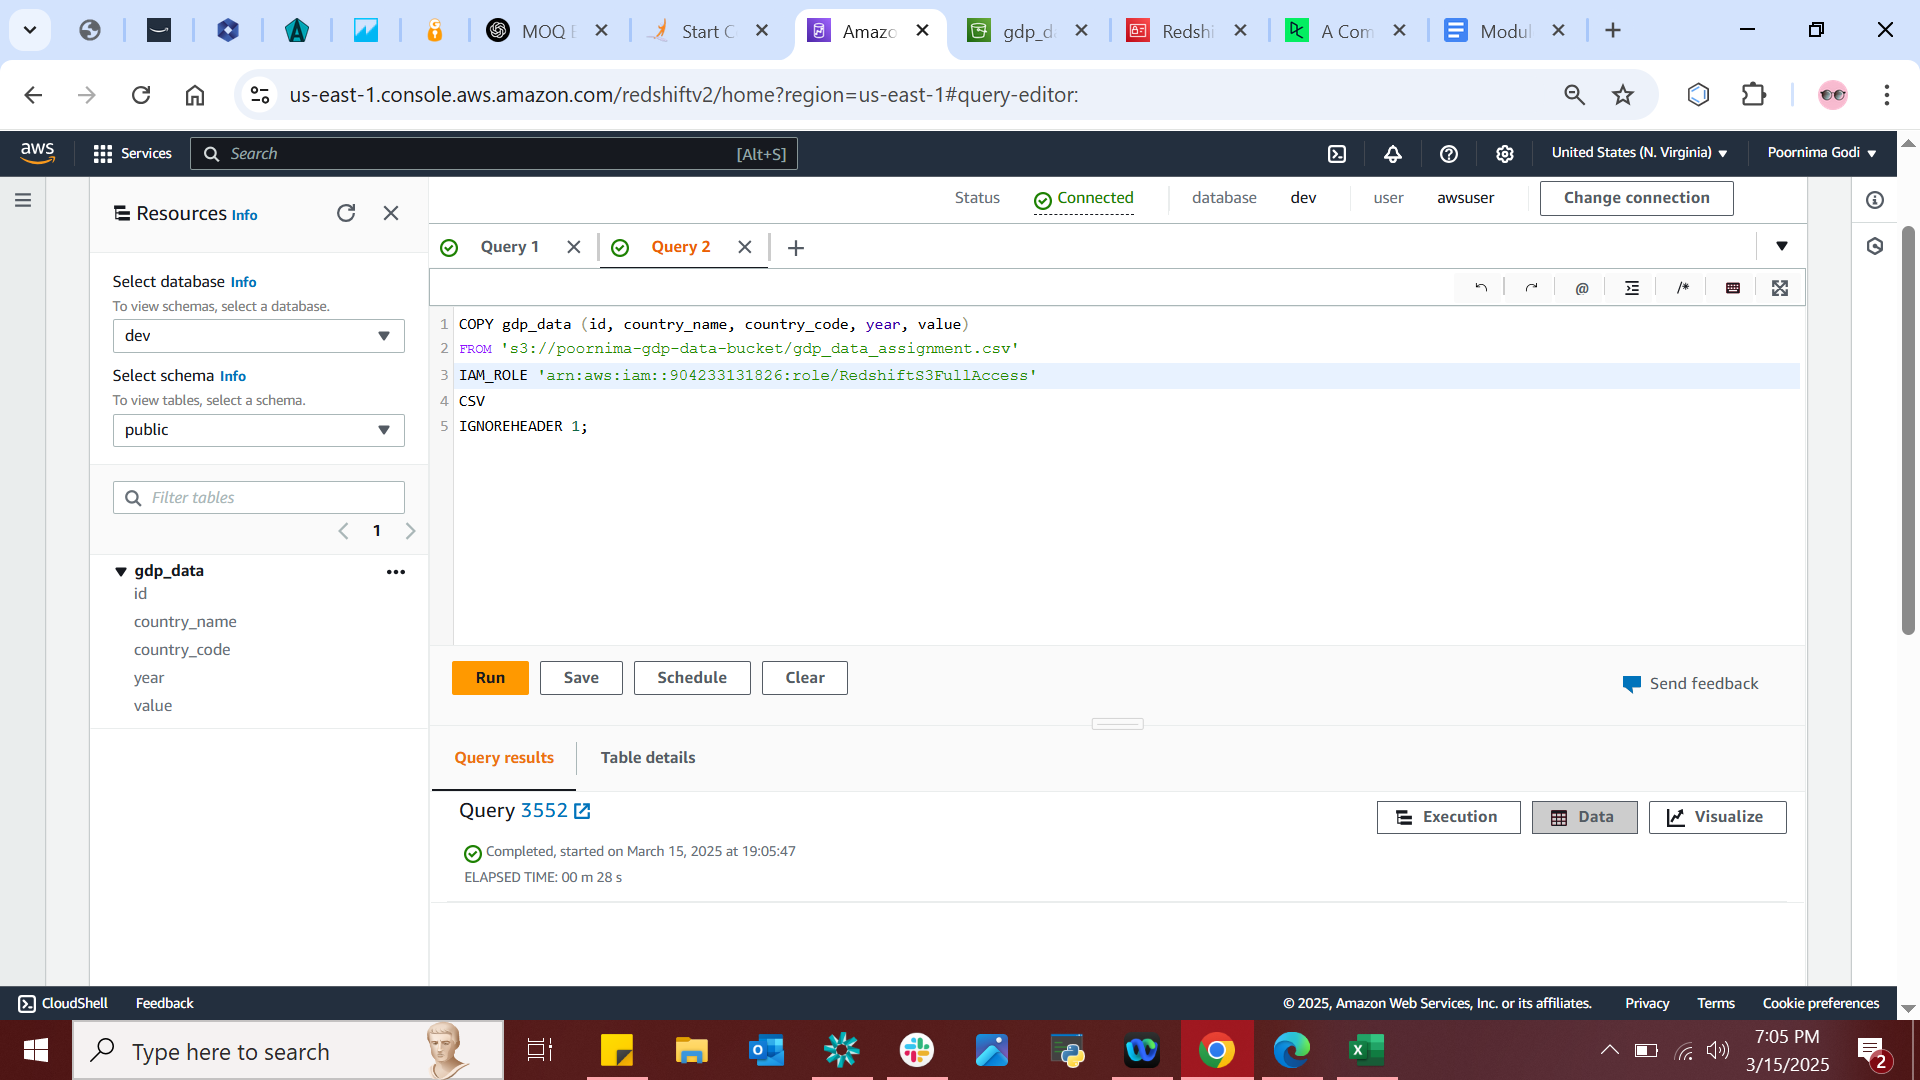 MOQ E
Start C
Amazo
gdp_d
Redshi
A Com
Modul
us-east-1.console.aws.amazon.com/redshiftv2/home?region=us-east-1#query-editor:
aws
Services
Search
[Alt+S]
United States (N. Virginia)
Poornima Godi
Resources Info
Status
Connected
database
dev
user
awsuser
Change connection
Query 1
Query 2
Select database Info
To view schemas, select a database.
dev
Select schema Info
To view tables, select a schema.
public
Filter tables
1
gdp_data
id
country_name
country_code
year
value
@
/*
1 COPY gdp_data (id, country_name, country_code, year, value)
2 FROM 's3://poornima-gdp-data-bucket/gdp_data_assignment.csv'
3 IAM_ROLE 'arn:aws:iam::904233131826:role/RedshiftS3FullAccess'
4 CSV
5 IGNOREHEADER 1;
Run
Save
Schedule
Clear
Send feedback
Query results
Table details
Query 3552
Execution
Data
Visualize
Completed, started on March 15, 2025 at 19:05:47
ELAPSED TIME: 00 m 28 s
CloudShell
Feedback
© 2025, Amazon Web Services, Inc. or its affiliates.
Privacy
Terms
Cookie preferences
Type here to search
7:05 PM
3/15/2025
2